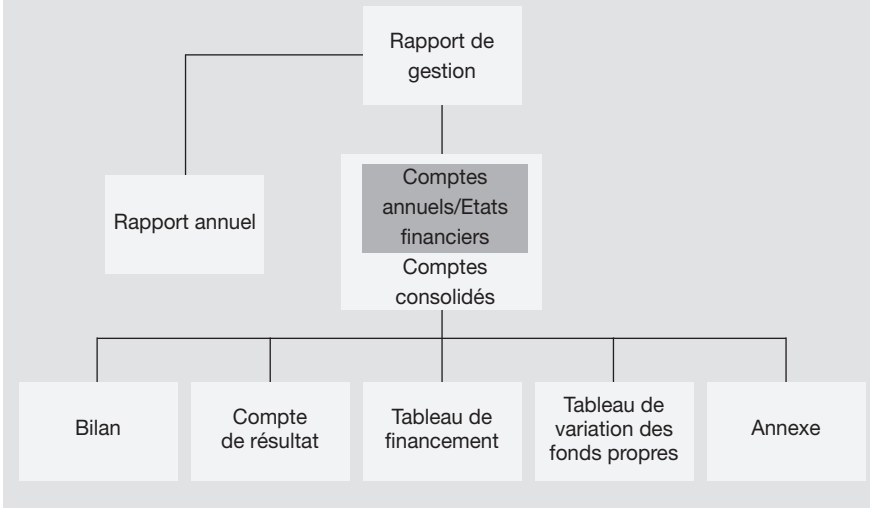 Rapport de
gestion
Rapport annuel
Comptes
annuels/Etats
financiers
Comptes
consolidés
Bilan
Compte
de résultat
Tableau de
financement
Tableau de
variation des
fonds propres
Annexe